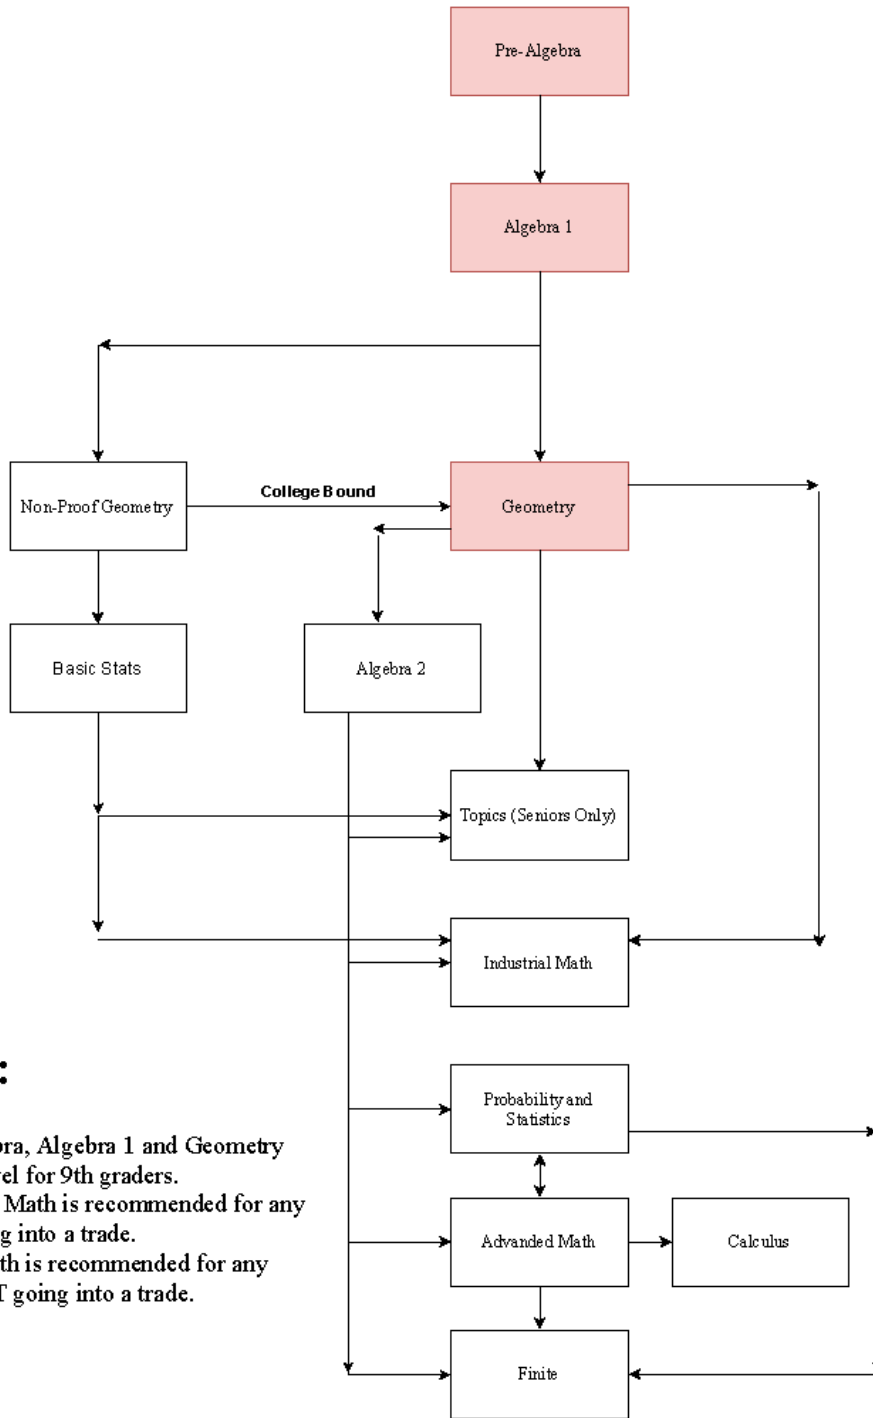 Pre-Algebra
Algebra 1
College Bound
Non-Proof Geometry
Geometry
Basic Stats
Algebra 2
Topics (Seniors Only)
Industrial Math
:
Probability and
Statistics
bra, Algebra 1 and Geometry
vel for 9th graders.
Math is recommended for any
g into a trade.
th is recommended for any
T going into a trade.
Advanded Math
Calculus
Finite